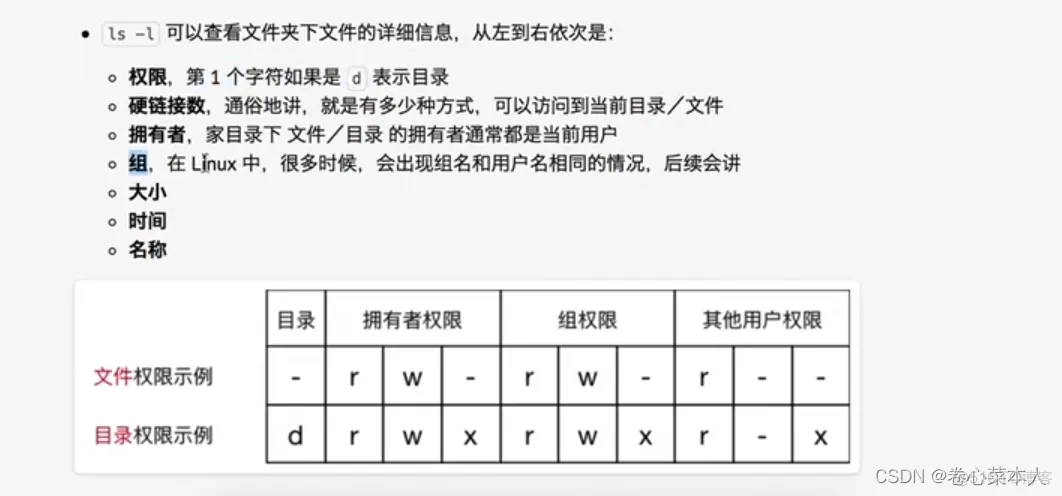 ls -l 可以查看文件夹下文件的详细信息，从左到右依次是：
权限，第 1 个字符如果是 d 表示目录
硬链接数，通俗地讲，就是有多少种方式，可以访问到当前目录／文件
拥有者，家目录下 文件／目录 的拥有者通常都是当前用户
组，在 Linux 中，很多时候，会出现组名和用户名相同的情况，后续会讲
大小
时间
名称
目录 拥有者权限 组权限 其他用户权限
文件权限示例 - r w - r w - r - -
目录权限示例 d r w x r w x r - x
CSDN @卷心菜本人